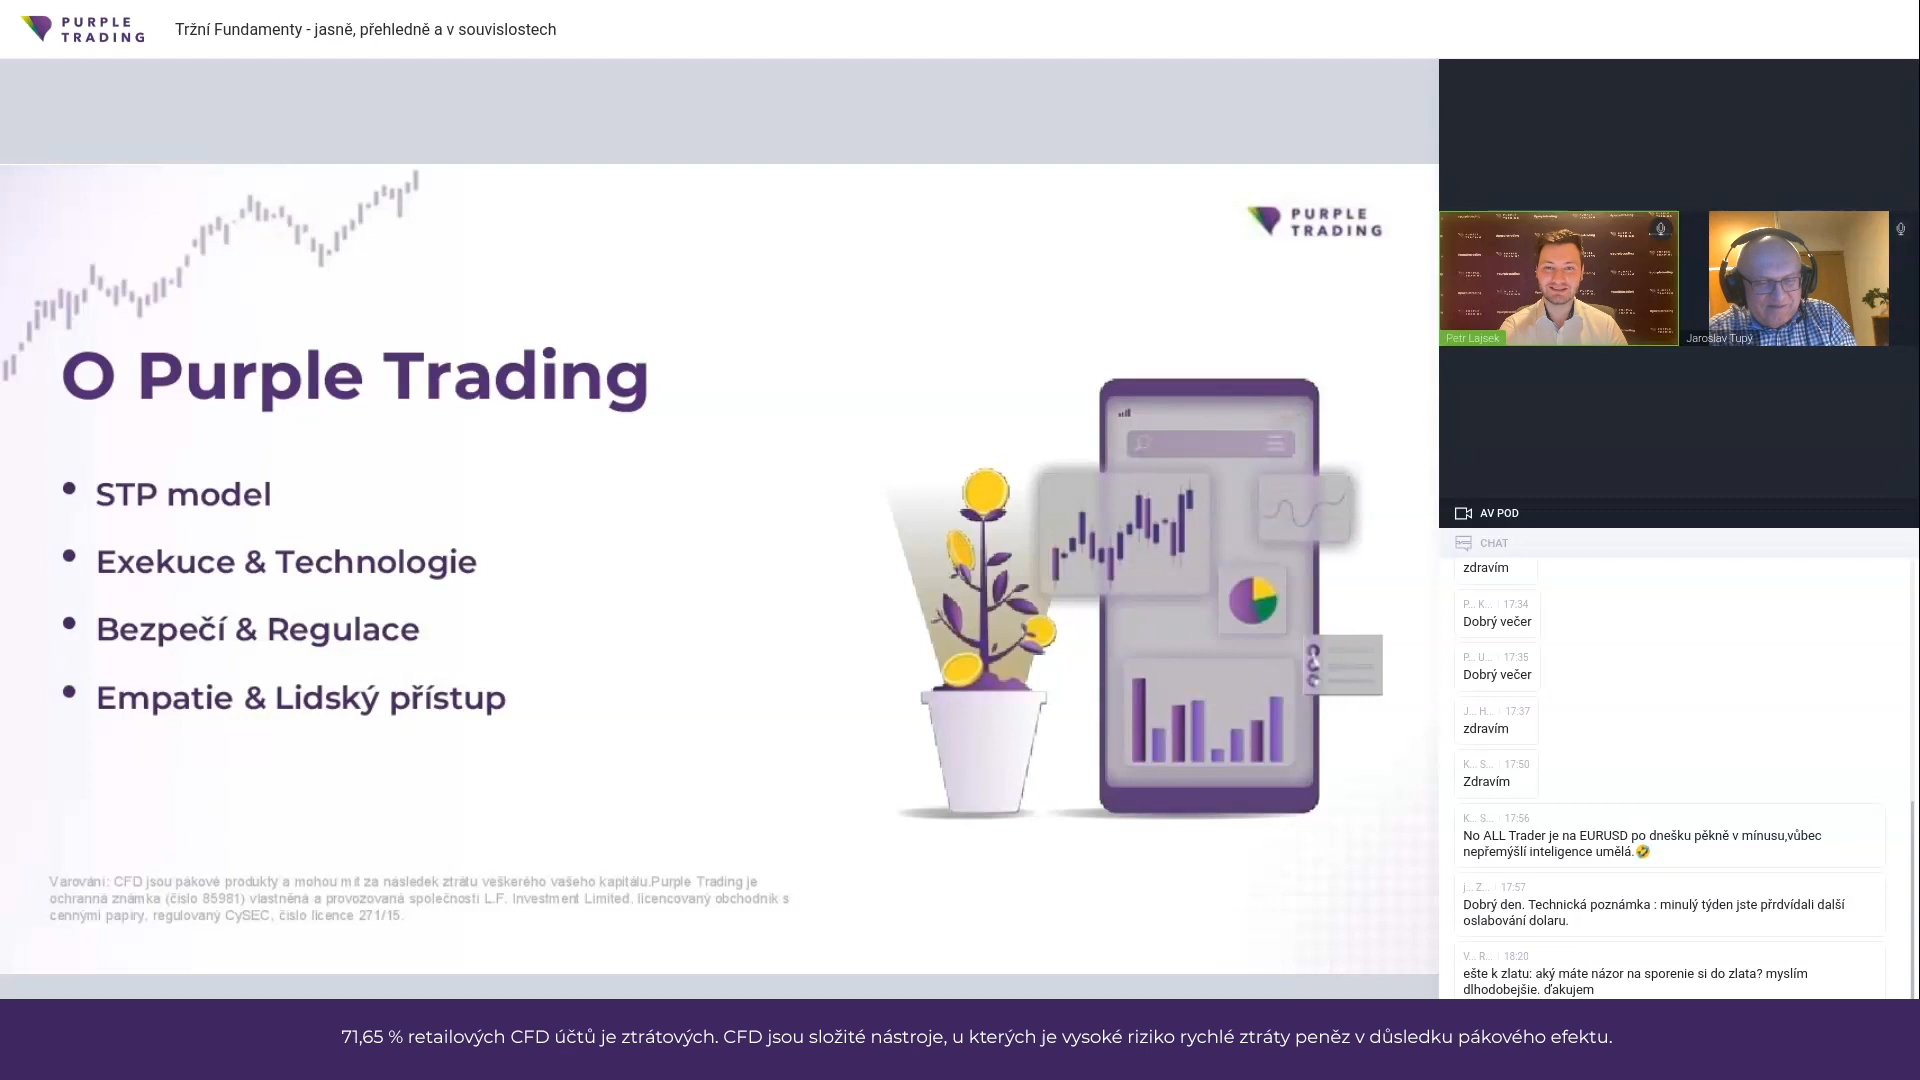 PURPLE
TRADING
Tržní Fundamenty - jasně, přehledně a v souvislostech
PURPLE
TRADING
O Purple Trading
• STP model
• Exekuce & Technologie
• Bezpečí & Regulace
• Empatie & Lidský přístup
Varování: CFD jsou pákové produkty a mohou mít za následek ztrátu veškerého vašeho kapitálu.Purple Trading je
ochranná známka (číslo 85981) vlastněná a provozovaná společností L.F. Investment Limited, licencovaný obchodník s
cennými papíry, regulovaný CySEC, číslo licence 271/15.
Petr Lajsek
Jaroslav Tupý
AV POD
CHAT
zdravím
P... K... 17:34
Dobrý večer
P... U... 17:35
Dobrý večer
J... H... 17:37
zdravím
K... S... 17:50
Zdravím
K... S... 17:56
No ALL Trader je na EURUSD po dnešku pěkně v mínusu,vůbec
nepřemýšlí inteligence umělá.🤣
j... Z... 17:57
Dobrý den. Technická poznámka : minulý týden jste přrdvídali další
oslabování dolaru.
V... R... 18:20
ešte k zlatu: aký máte názor na sporenie si do zlata? myslím
dlhodobejšie. ďakujem
71,65 % retailových CFD účtů je ztrátových. CFD jsou složité nástroje, u kterých je vysoké riziko rychlé ztráty peněz v důsledku pákového efektu.